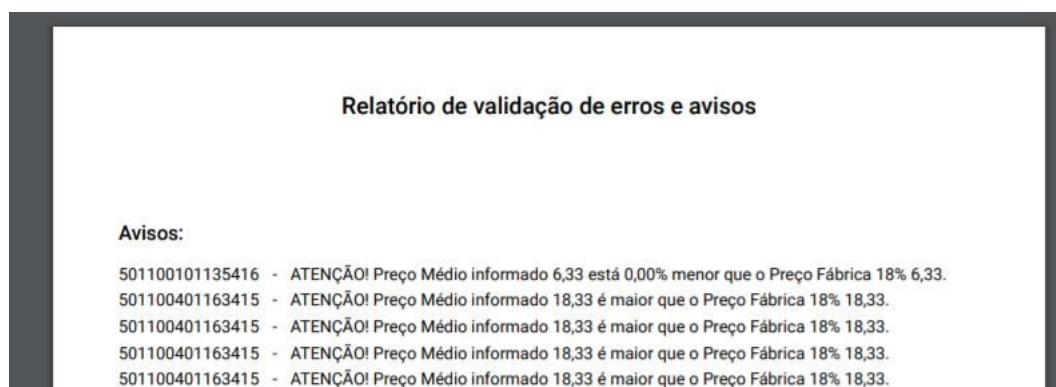 Relatório de validação de erros e avisos
Avisos:
501100101135416 - ATENÇÃO! Preço Médio informado 6,33 está 0,00% menor que o Preço Fábrica 18% 6,33.
501100401163415 - ATENÇÃO! Preço Médio informado 18,33 é maior que o Preço Fábrica 18% 18,33.
501100401163415 - ATENÇÃO! Preço Médio informado 18,33 é maior que o Preço Fábrica 18% 18,33.
501100401163415 - ATENÇÃO! Preço Médio informado 18,33 é maior que o Preço Fábrica 18% 18,33.
501100401163415 - ATENÇÃO! Preço Médio informado 18,33 é maior que o Preço Fábrica 18% 18,33.